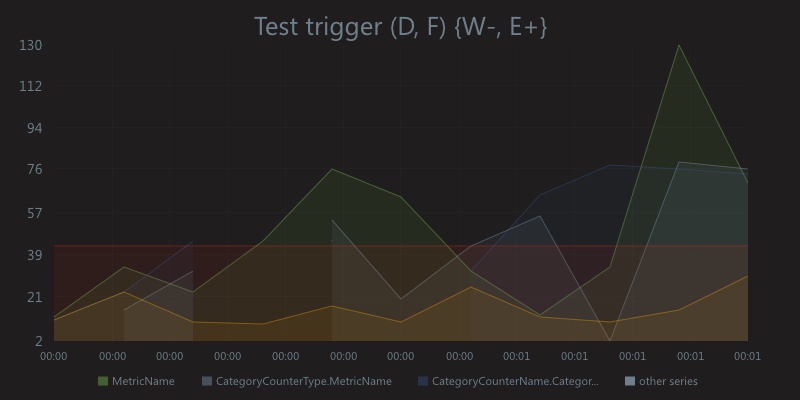 Test trigger (D, F) {W-, E+}
130
112
94
76
57
39
21
2
00:00 00:00 00:00 00:00 00:00 00:00 00:00 00:00 00:01 00:01 00:01 00:01 00:01
MetricName CategoryCounterType.MetricName CategoryCounterName.Categor... other series